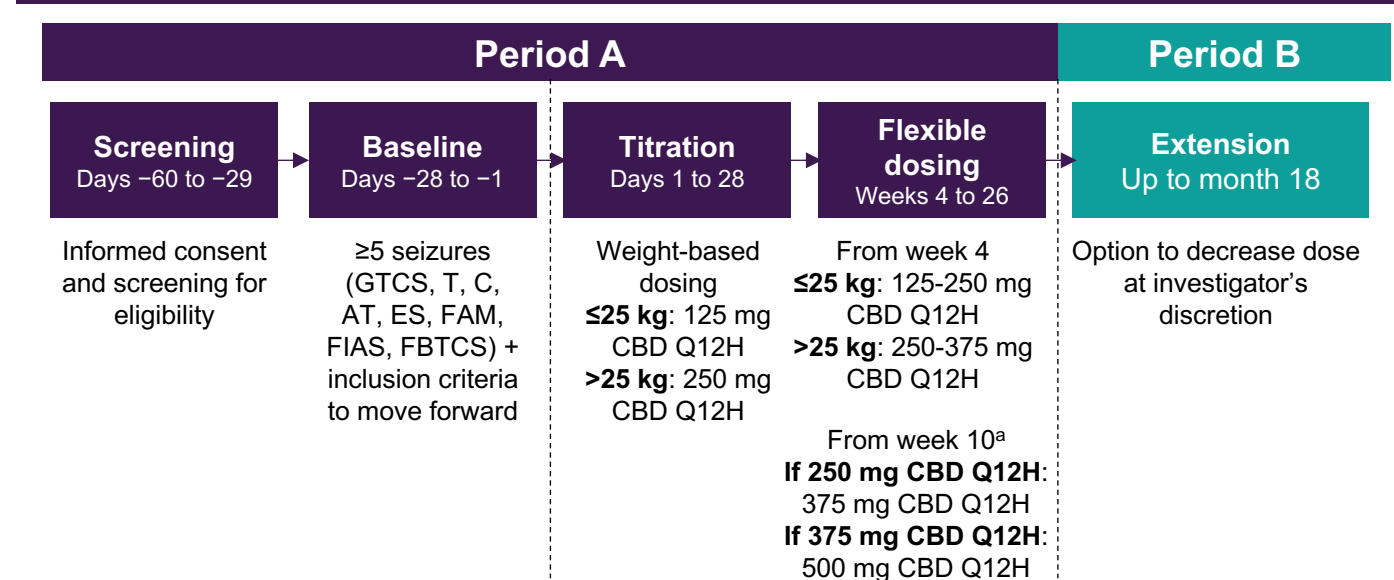 Period A
Period B
Screening
Days −60 to −29
Baseline
Days −28 to −1
Titration
Days 1 to 28
Flexible
dosing
Weeks 4 to 26
Extension
Up to month 18
Informed consent
and screening for
eligibility
≥5 seizures
(GTCS, T, C,
AT, ES, FAM,
FIAS, FBTCS) +
inclusion criteria
to move forward
Weight-based
dosing
≤25 kg: 125 mg
CBD Q12H
>25 kg: 250 mg
CBD Q12H
From week 4
≤25 kg: 125-250 mg
CBD Q12H
>25 kg: 250-375 mg
CBD Q12H
From week 10ᵃ
If 250 mg CBD Q12H:
375 mg CBD Q12H
If 375 mg CBD Q12H:
500 mg CBD Q12H
Option to decrease dose
at investigator’s
discretion